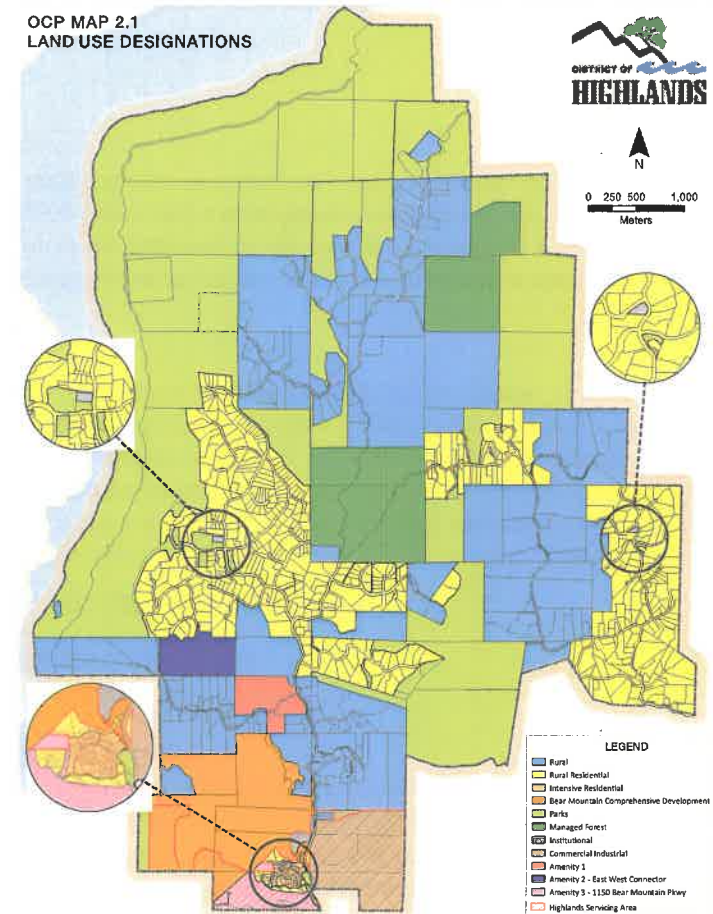 OCP MAP 2.1
LAND USE DESIGNATIONS
DISTRICT OF
HIGHLANDS
N
0 250 500 1,000
Meters
LEGEND
Rural
Rural Residential
Intensive Residential
Bear Mountain Comprehensive Development
Parks
Managed Forest
Institutional
Commercial Industrial
Amenity 1
Amenity 2 - East West Connector
Amenity 3 - 1150 Bear Mountain Pkwy
Highlands Servicing Area